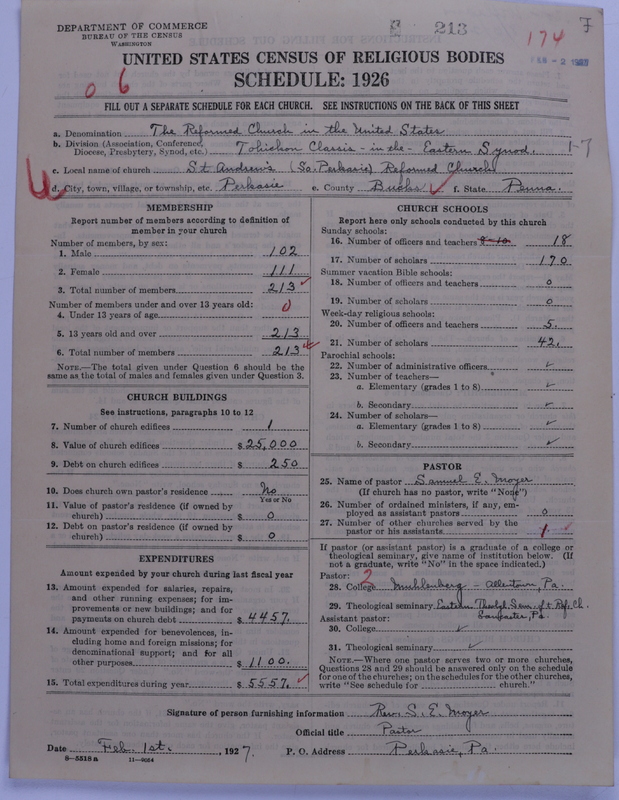 DEPARTMENT OF COMMERCE
BUREAU OF THE CENSUS
WASHINGTON
E 213
174
7
UNITED STATES CENSUS OF RELIGIOUS BODIES
SCHEDULE: 1926
0 6
FILL OUT A SEPARATE SCHEDULE FOR EACH CHURCH. SEE INSTRUCTIONS ON THE BACK OF THIS SHEET
a. Denomination The Reformed Church in the United States
b. Division (Association, Conference, Diocese, Presbytery, Synod, etc.) Tohickon Classis - in the - Eastern Synod. 1-7
c. Local name of church St Andrew's (So. Perkasie) Reformed Church
d. City, town, village, or township, etc. Perkasie e. County Bucks f. State Penna.
MEMBERSHIP
Report number of members according to definition of
member in your church
Number of members, by sex:
1. Male 102
2. Female 111
3. Total number of members 213
Number of members under and over 13 years old:
4. Under 13 years of age 0
5. 13 years old and over 213
6. Total number of members 213
NOTE.—The total given under Question 6 should be
same as the total of males and females given under Question 3.
CHURCH BUILDINGS
See instructions, paragraphs 10 to 12
7. Number of church edifices 1
8. Value of church edifices $25,000
9. Debt on church edifices $ 250
10. Does church own pastor's residence No
Yes or No
11. Value of pastor's residence (if owned by
church) $ 0
12. Debt on pastor's residence (if owned by
church) $ 0
EXPENDITURES
Amount expended by your church during last fiscal year
13. Amount expended for salaries, repairs,
and other running expenses; for im-
provements or new buildings; and for
payments on church debt $ 4457.
14. Amount expended for benevolences, in-
cluding home and foreign missions; for
denominational support; and for all
other purposes $ 1100.
15. Total expenditures during year $ 5557.
CHURCH SCHOOLS
Report here only schools conducted by this church
Sunday schools:
16. Number of officers and teachers 8-10 18
17. Number of scholars 170
Summer vacation Bible schools:
18. Number of officers and teachers 0
19. Number of scholars 0
Week-day religious schools:
20. Number of officers and teachers 5.
21. Number of scholars 42.
Parochial schools:
22. Number of administrative officers
23. Number of teachers—
a. Elementary (grades 1 to 8)
b. Secondary
24. Number of scholars—
a. Elementary (grades 1 to 8)
b. Secondary
PASTOR
25. Name of pastor Samuel E. Moyer
(If church has no pastor, write "None")
26. Number of ordained ministers, if any, em-
ployed as assistant pastors 0
27. Number of other churches served by the
pastor or his assistants 1
If pastor (or assistant pastor) is a graduate of a college or
theological seminary, give name of institution below. (If
not a graduate, write "No" in the space indicated.)
Pastor: 2
28. College Muhlenberg - Allentown, Pa.
29. Theological seminary Eastern Theolgl. Sem. of t. Ref. Ch.
Lancaster, Pa.
Assistant pastor:
30. College
31. Theological seminary
NOTE.—Where one pastor serves two or more churches,
Questions 28 and 29 should be answered only on the schedule
for one of the churches; on the schedules for the other churches,
write "See schedule for church."
Signature of person furnishing information Rev. S. E. Moyer
Official title Pastor
Date Feb. 1st., 1927. P. O. Address Perkasie, Pa.
8-5518 a 11-9064